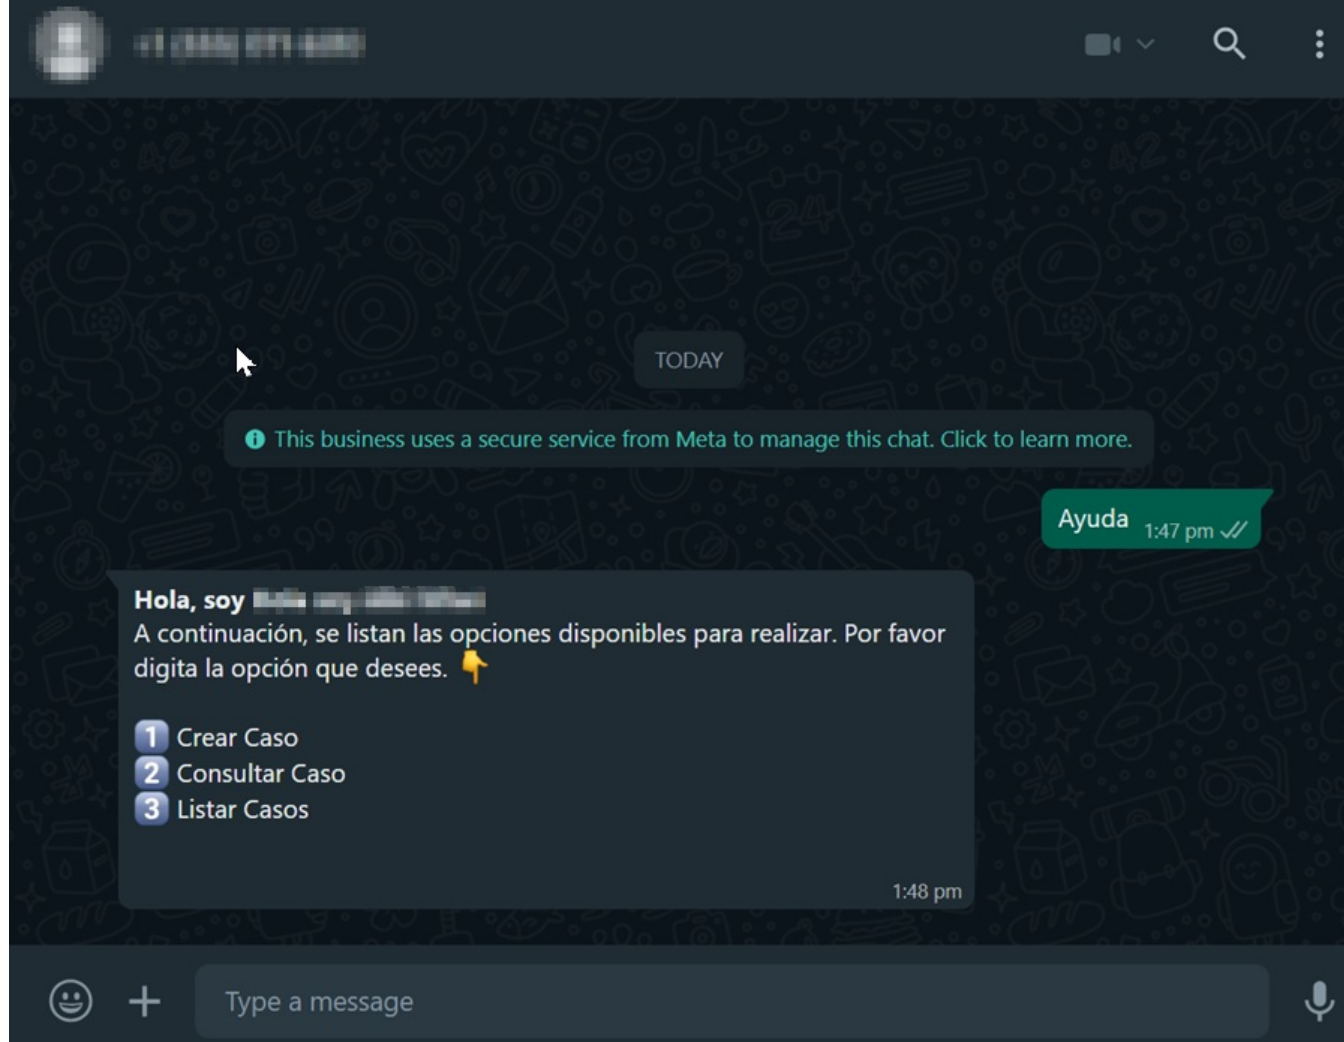 TODAY
This business uses a secure service from Meta to manage this chat. Click to learn more.
Ayuda
1:47 pm
Hola, soy
A continuación, se listan las opciones disponibles para realizar. Por favor
digita la opción que desees. 👇
1 Crear Caso
2 Consultar Caso
3 Listar Casos
1:48 pm
Type a message